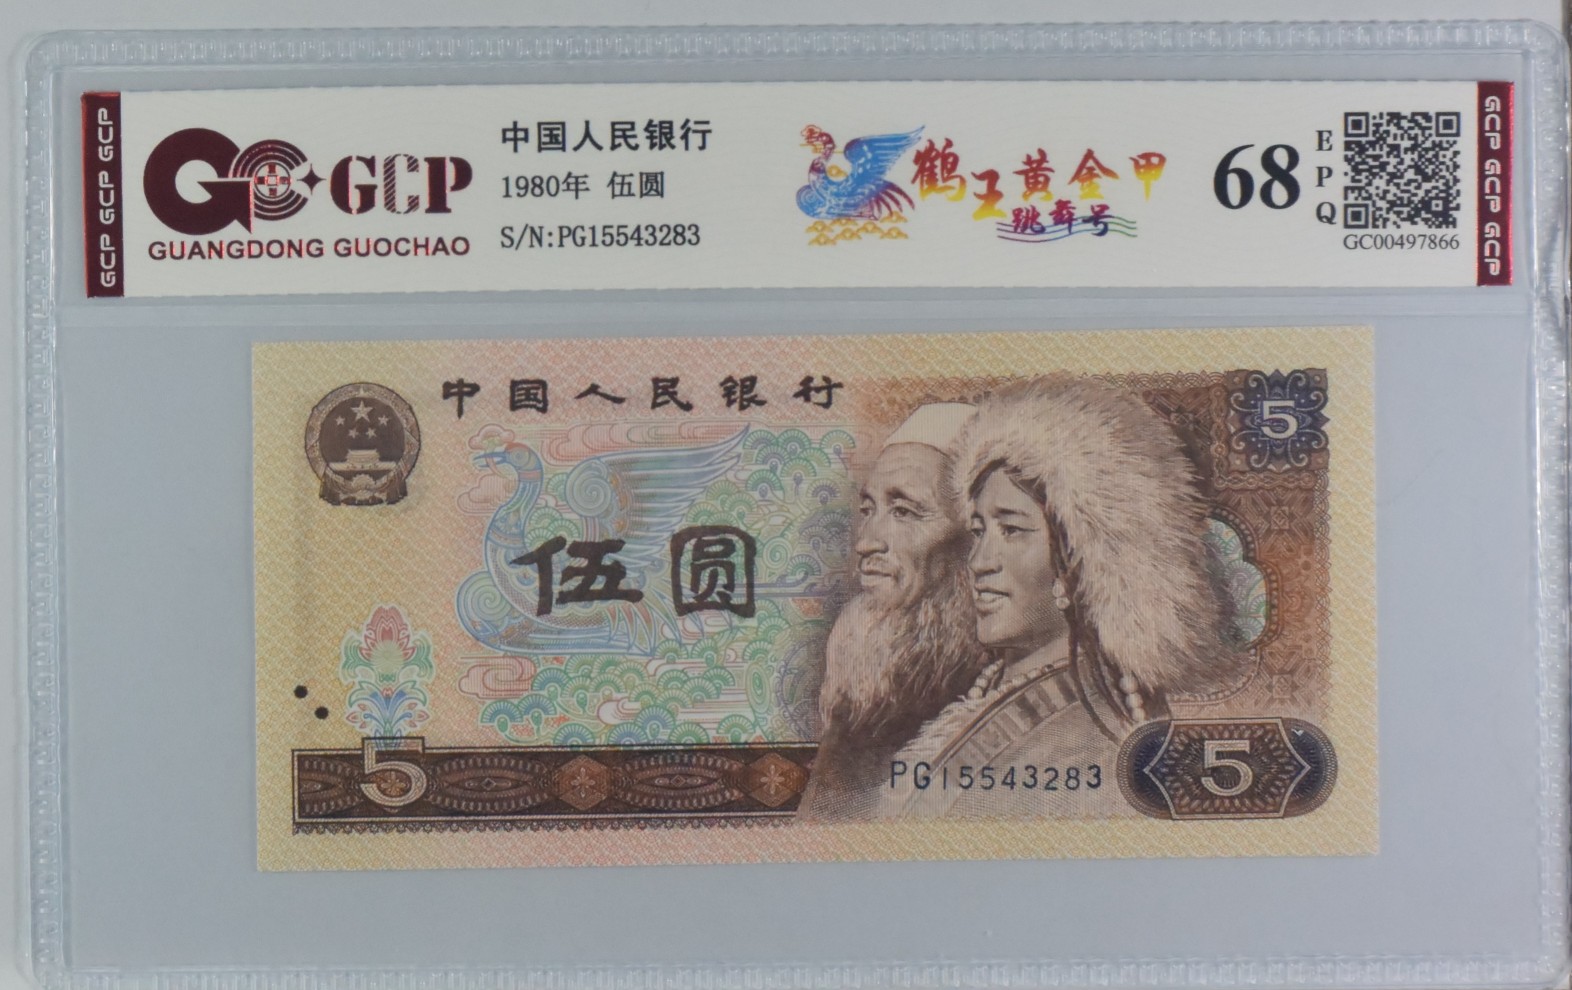 GCP GCP GCP
GCP
GUANGDONG GUOCHAO
中国人民银行
1980年 伍圆
S/N:PG15543283
鹤王黄金甲
跳舞号
68
EPQ
GC00497866
GCP GCP GCP
中国人民银行
5
伍圆
5
PG15543283
5